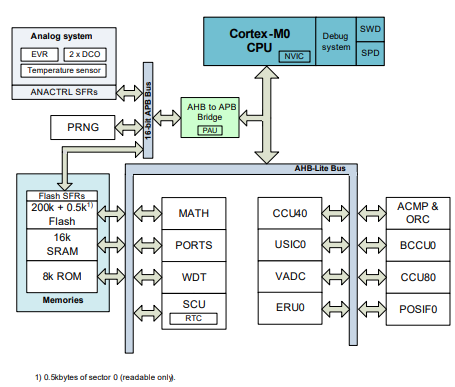 Analog system
EVR
2 x DCO
Temperature sensor
ANACTRL SFRs
PRNG
16-bit APB Bus
AHB to APB
Bridge
PAU
Cortex-M0
CPU
NVIC
Debug
system
SWD
SPD
AHB-Lite Bus
Flash SFRs
200k + 0.5k1)
Flash
16k
SRAM
8k ROM
Memories
MATH
PORTS
WDT
SCU
RTC
CCU40
USIC0
VADC
ERU0
ACMP &
ORC
BCCU0
CCU80
POSIF0
1) 0.5kbytes of sector 0 (readable only).